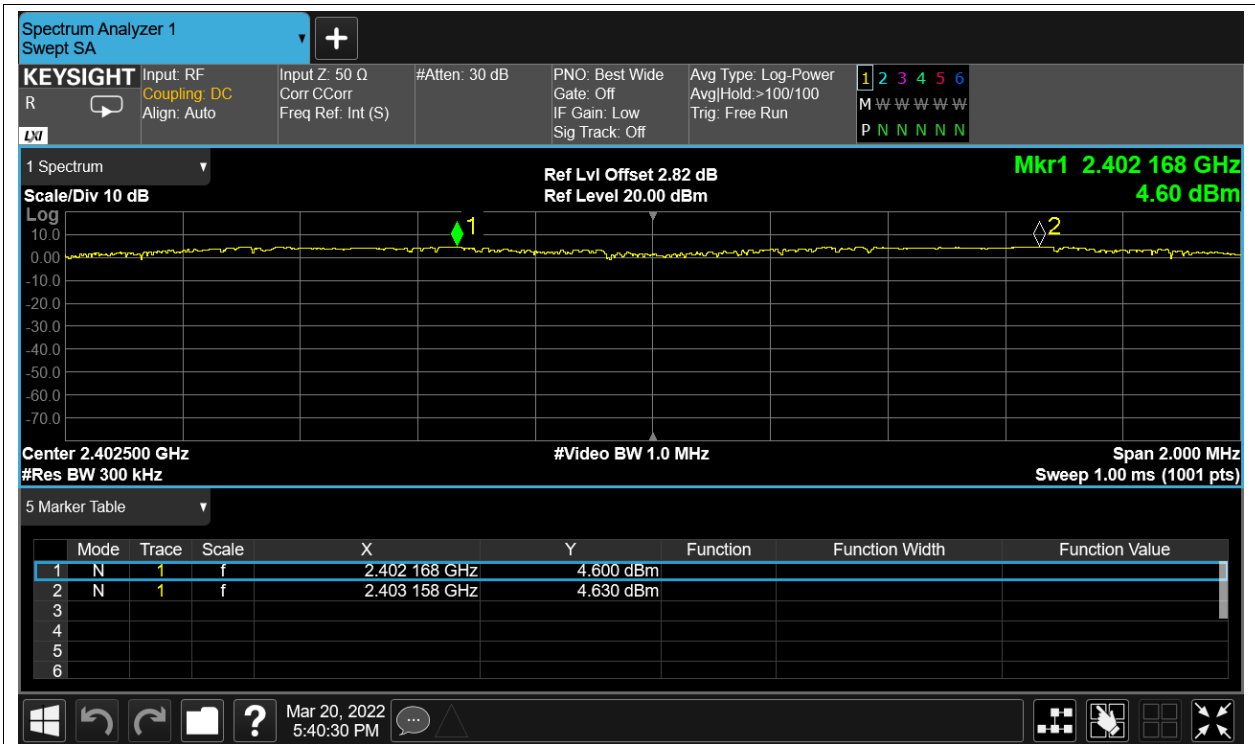 Spectrum Analyzer 1
Swept SA
KEYSIGHT Input: RF Input Z: 50 Ω #Atten: 30 dB PNO: Best Wide Avg Type: Log-Power 1 2 3 4 5 6
R Coupling: DC Corr CCorr Gate: Off Avg|Hold:>100/100 M W W W W W
Align: Auto Freq Ref: Int (S) IF Gain: Low Trig: Free Run
LXI Sig Track: Off P N N N N N
1 Spectrum Ref Lvl Offset 2.82 dB Mkr1 2.402 168 GHz
Scale/Div 10 dB Ref Level 20.00 dBm 4.60 dBm
Log
1 2
10.0
0.00
-10.0
-20.0
-30.0
-40.0
-50.0
-60.0
-70.0
Center 2.402500 GHz #Video BW 1.0 MHz Span 2.000 MHz
#Res BW 300 kHz Sweep 1.00 ms (1001 pts)
5 Marker Table
Mode Trace Scale X Y Function Function Width Function Value
1 N 1 f 2.402 168 GHz 4.600 dBm
2 N 1 f 2.403 158 GHz 4.630 dBm
3
4
5
6
? Mar 20, 2022
5:40:30 PM